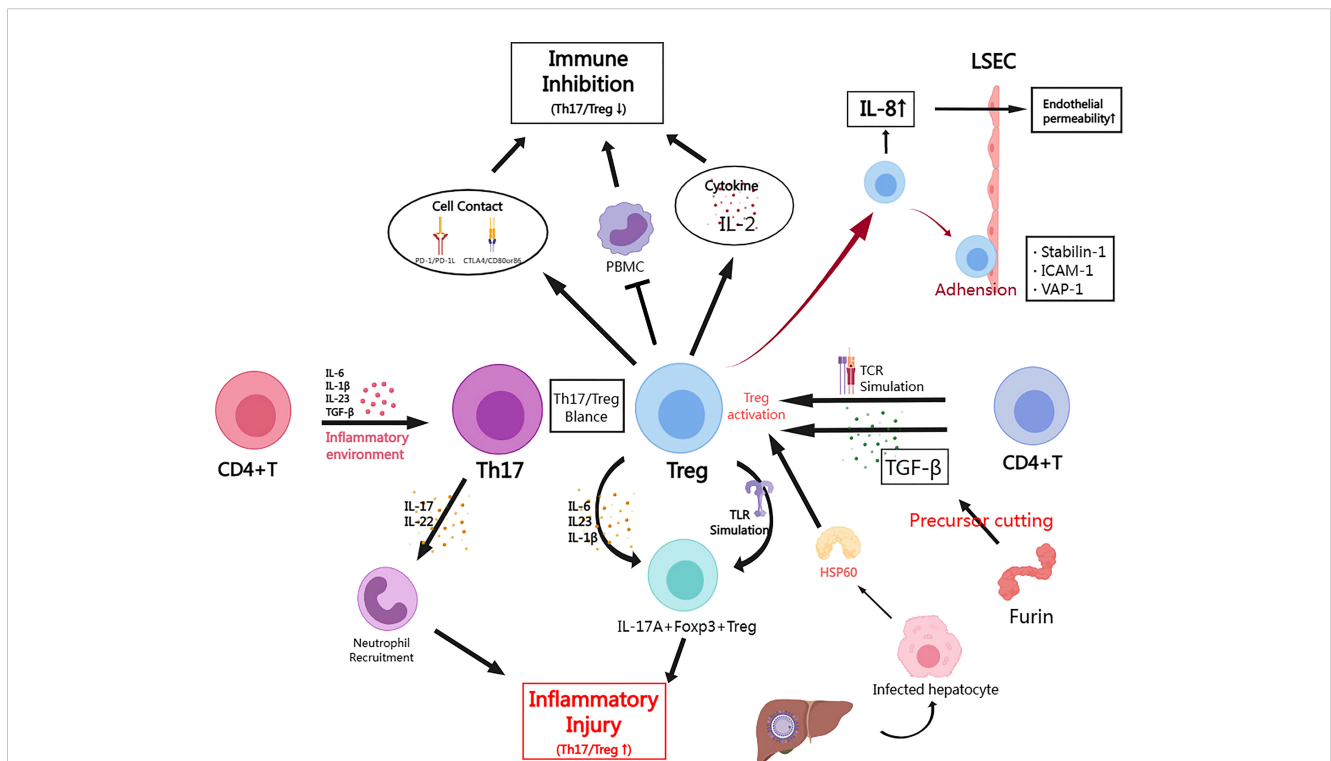 Immune
Inhibition
(Th17/Treg ↓)
LSEC
IL-8↑
Endothelial
permeability↑
Cell Contact
PD-1/PD-1L CTLA4/CD80or86
PBMC
Cytokine
IL-2
· Stabilin-1
· ICAM-1
· VAP-1
Adhension
IL-6
IL-1β
IL-23
TGF-β
Inflammatory
environment
CD4+T
Th17
Th17/Treg
Blance
Treg
Treg
activation
TCR
Simulation
TGF-β
CD4+T
IL-17
IL-22
IL-6
IL23
IL-1β
TLR
Simulation
Precursor cutting
HSP60
Furin
Neutrophil
Recruitment
IL-17A+Foxp3+Treg
Infected hepatocyte
Inflammatory
Injury
(Th17/Treg ↑)